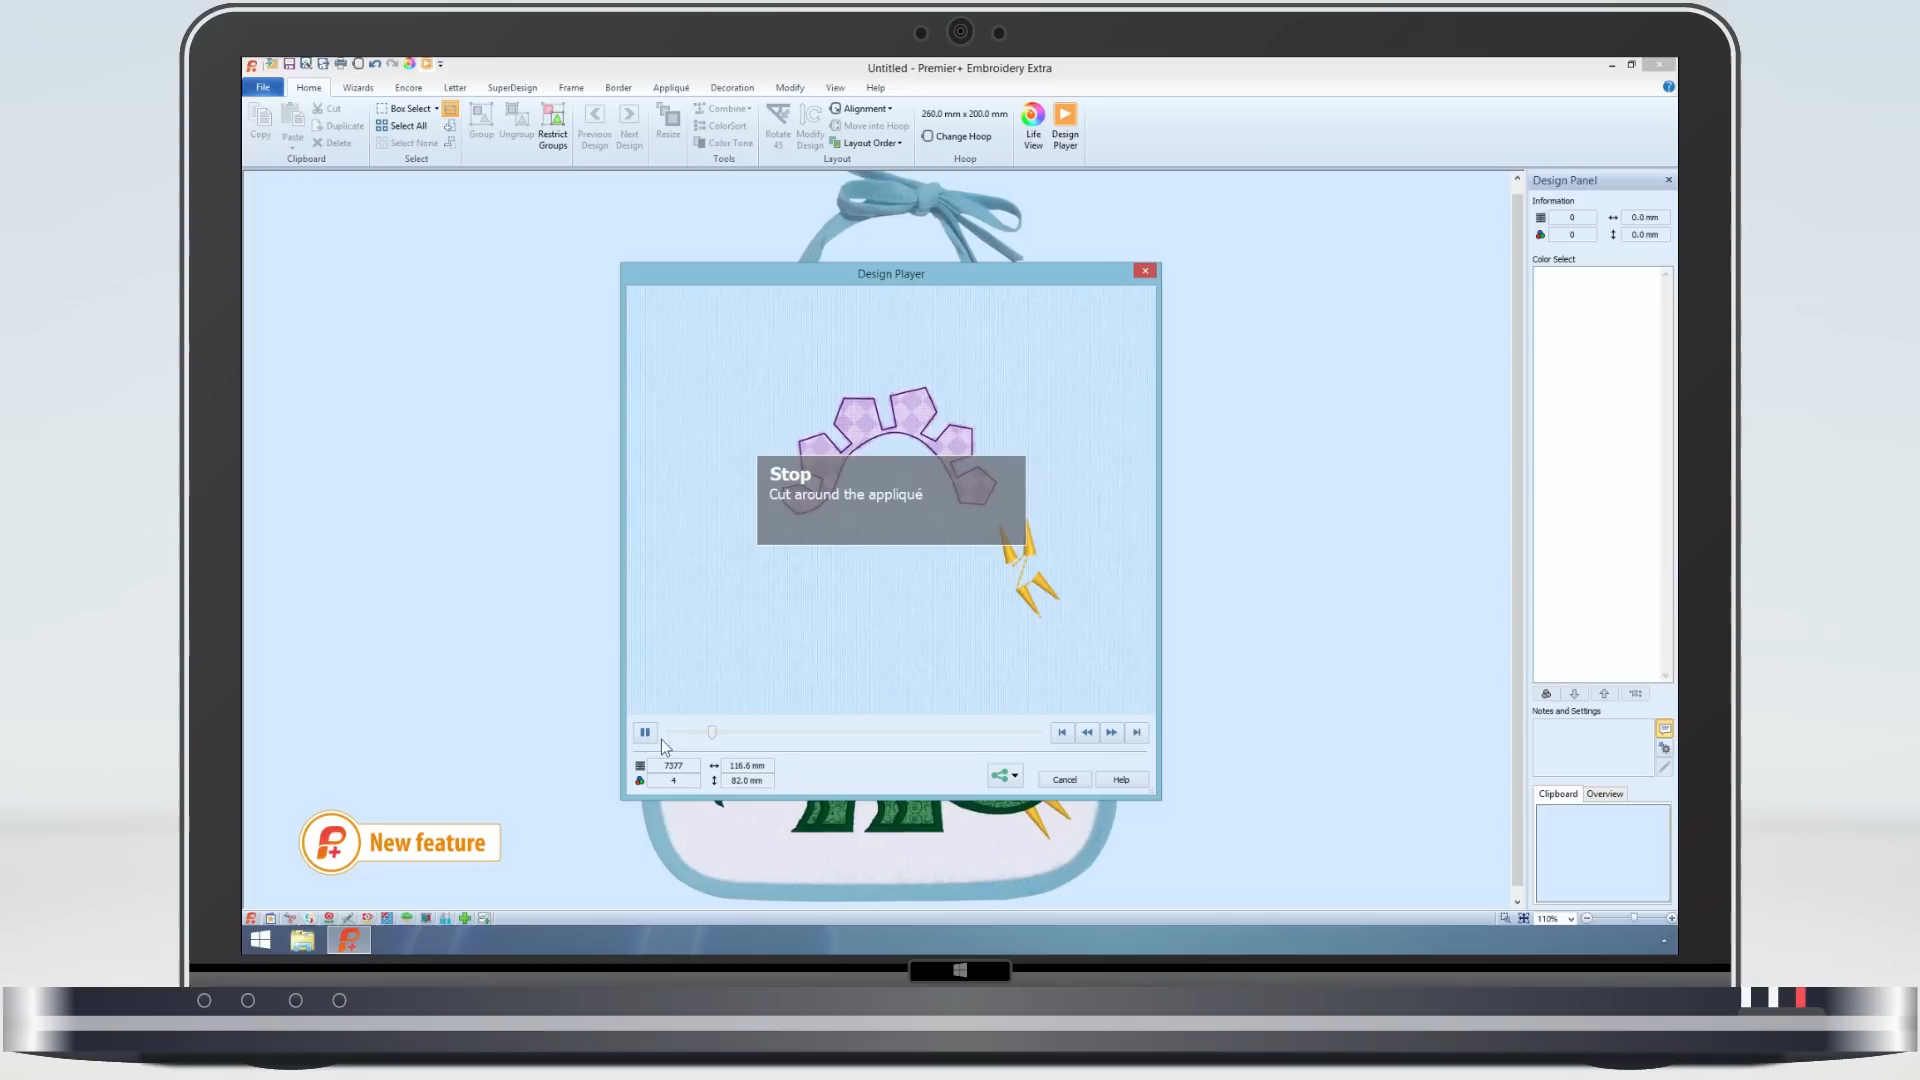 Untitled - Premier+ Embroidery Extra
File Home Wizards Encore Letter SuperDesign Frame Border Appliqué Decoration Modify View Help
Copy
Paste
Cut
Duplicate
Delete
Clipboard
Box Select
Select All
Select None
Select
Group
Ungroup
Restrict
Groups
Previous
Design
Next
Design
Resize
Combine
ColorSort
Color Tone
Tools
Rotate
45
Modify
Design
Alignment
Move into Hoop
Layout Order
Layout
260.0 mm x 200.0 mm
Change Hoop
Hoop
Life
View
Design
Player
Design Panel
Information
0
0.0 mm
0
0.0 mm
Color Select
Notes and Settings
Clipboard Overview
Design Player
Stop
Cut around the appliqué
7377
116.6 mm
4
82.0 mm
Cancel
Help
New feature
110%